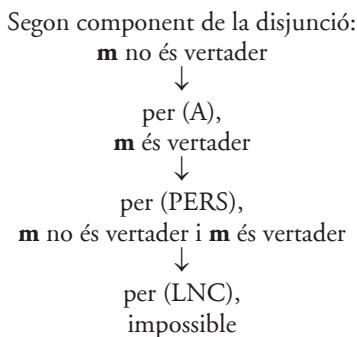 Segon component de la disjunció:
m no és vertader
↓
per (A),
m és vertader
↓
per (PERS),
m no és vertader i m és vertader
↓
per (LNC),
impossible